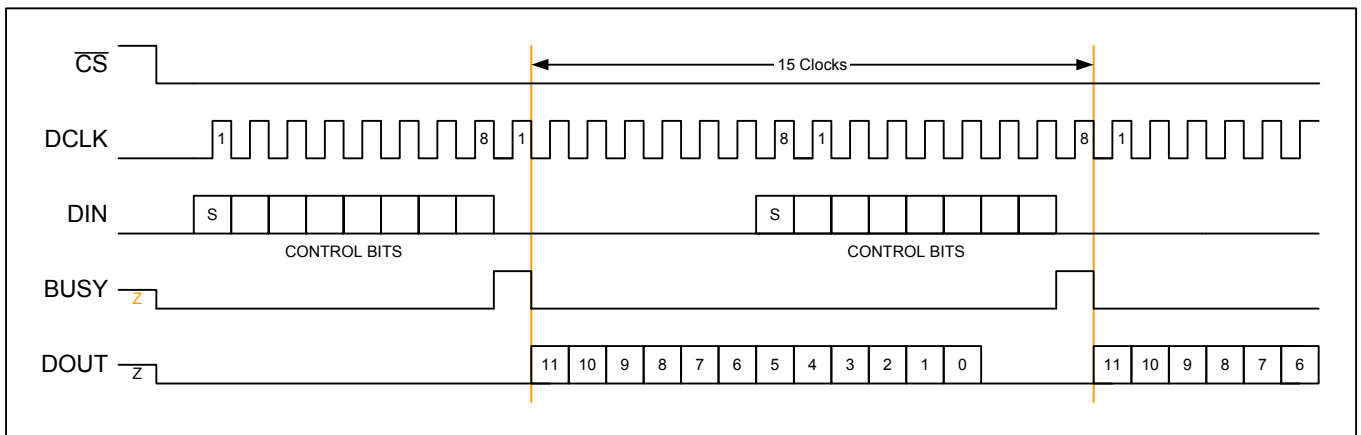 CS
15 Clocks
DCLK 1 8 1 8 1 8 1
DIN S S
CONTROL BITS CONTROL BITS
BUSY Z
DOUT Z 11 10 9 8 7 6 5 4 3 2 1 0 11 10 9 8 7 6